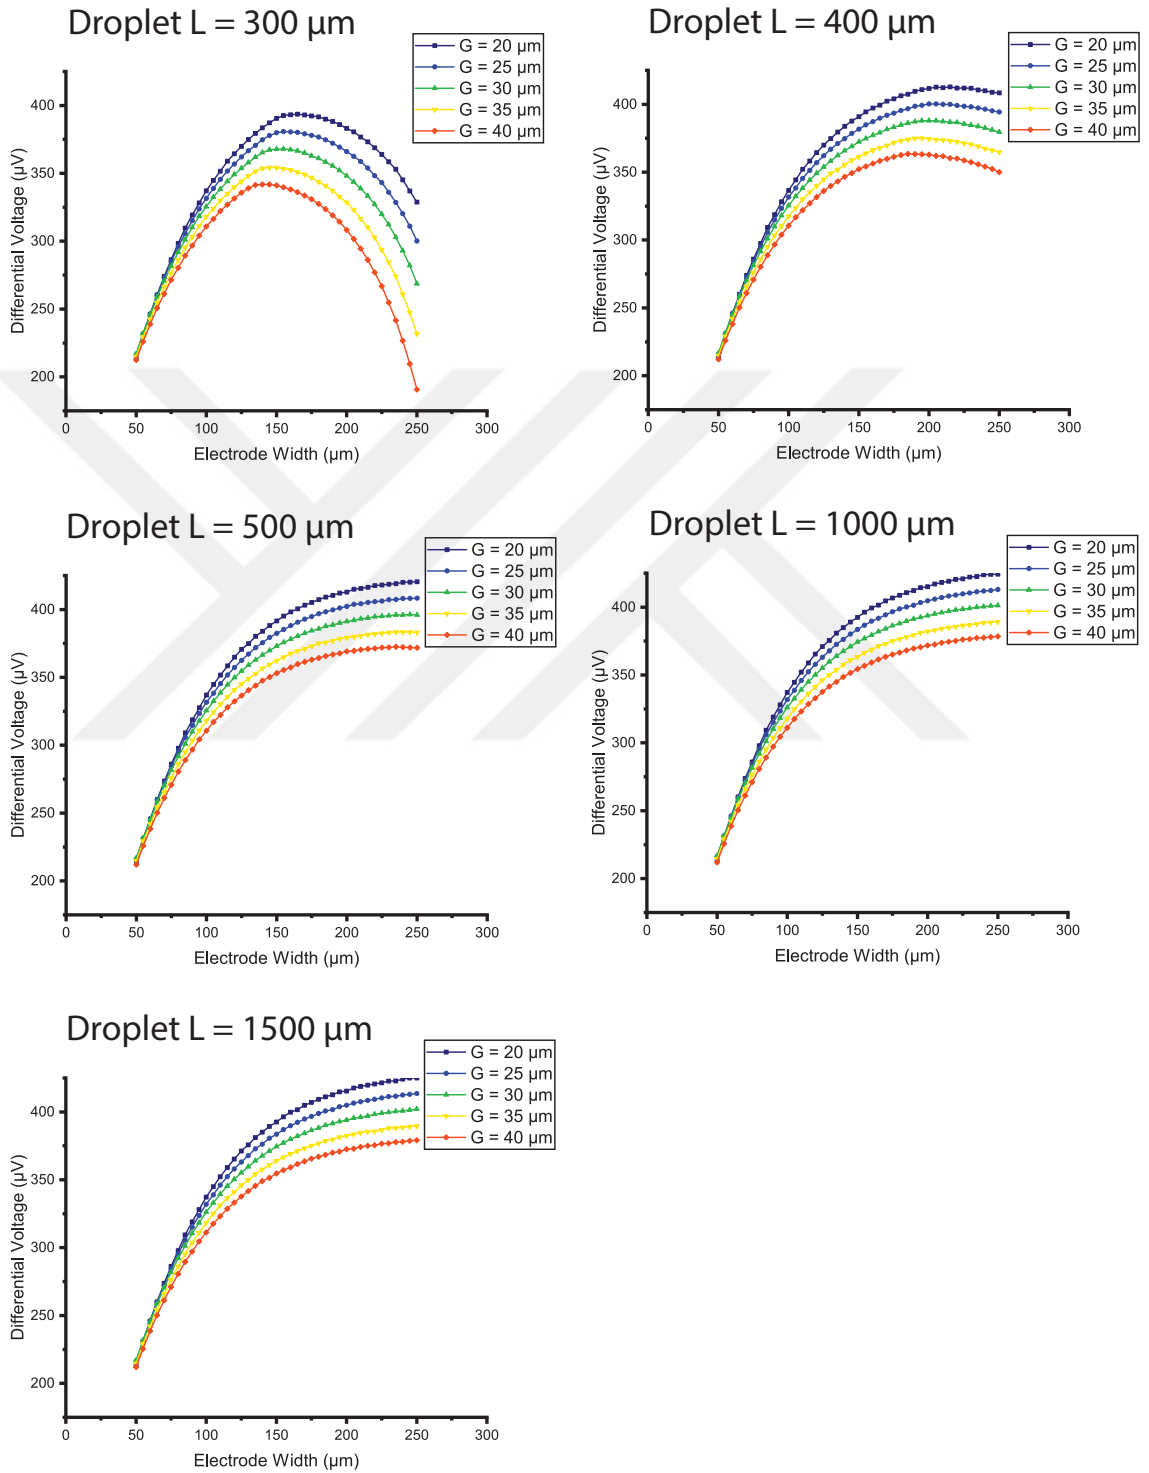 Droplet L = 300 µm
G = 20 µm
G = 25 µm
G = 30 µm
G = 35 µm
G = 40 µm
Differential Voltage (µV)
400
350
300
250
200
0 50 100 150 200 250 300
Electrode Width (µm)
Droplet L = 400 µm
G = 20 µm
G = 25 µm
G = 30 µm
G = 35 µm
G = 40 µm
Differential Voltage (µV)
400
350
300
250
200
0 50 100 150 200 250 300
Electrode Width (µm)
Droplet L = 500 µm
G = 20 µm
G = 25 µm
G = 30 µm
G = 35 µm
G = 40 µm
Differential Voltage (µV)
400
350
300
250
200
0 50 100 150 200 250 300
Electrode Width (µm)
Droplet L = 1000 µm
G = 20 µm
G = 25 µm
G = 30 µm
G = 35 µm
G = 40 µm
Differential Voltage (µV)
400
350
300
250
200
0 50 100 150 200 250 300
Electrode Width (µm)
Droplet L = 1500 µm
G = 20 µm
G = 25 µm
G = 30 µm
G = 35 µm
G = 40 µm
Differential Voltage (µV)
400
350
300
250
200
0 50 100 150 200 250 300
Electrode Width (µm)